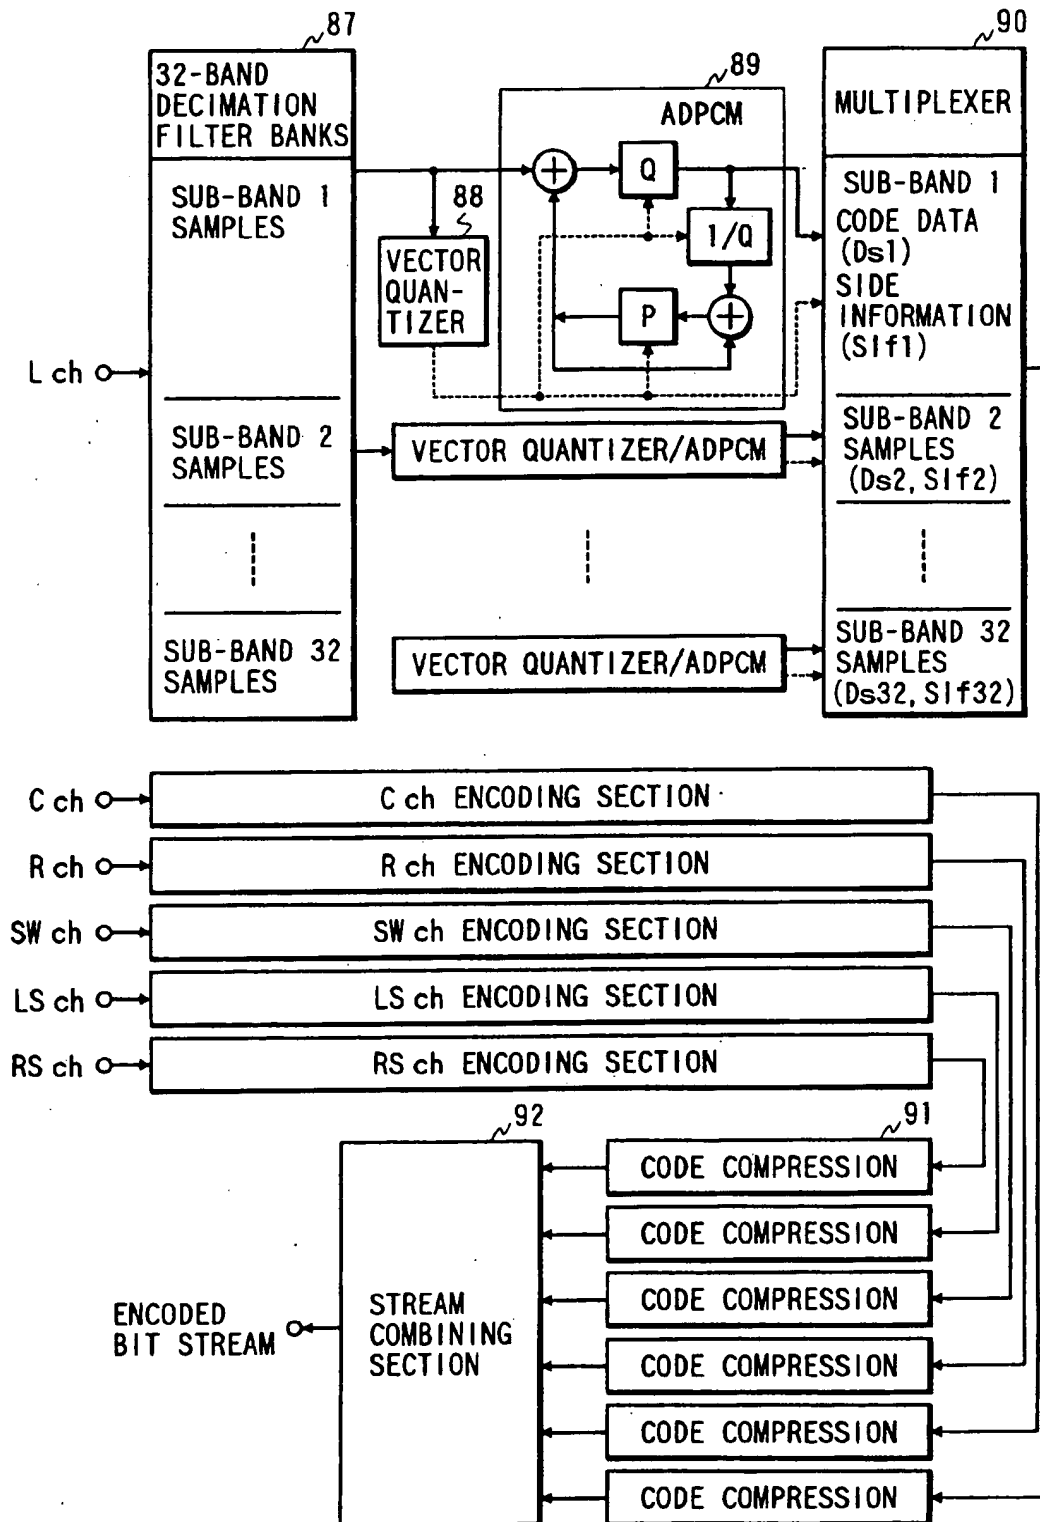 87
90
32-BAND
DECIMATION
FILTER BANKS
89
ADPCM
MULTIPLEXER
SUB-BAND 1
SAMPLES
88
VECTOR
QUAN-
TIZER
+
Q
1/Q
P
+
SUB-BAND 1
CODE DATA
(Ds1)
SIDE
INFORMATION
(SIf1)
L ch
SUB-BAND 2
SAMPLES
VECTOR QUANTIZER/ADPCM
SUB-BAND 2
SAMPLES
(Ds2, SIf2)
SUB-BAND 32
SAMPLES
VECTOR QUANTIZER/ADPCM
SUB-BAND 32
SAMPLES
(Ds32, SIf32)
C ch
C ch ENCODING SECTION
R ch
R ch ENCODING SECTION
SW ch
SW ch ENCODING SECTION
LS ch
LS ch ENCODING SECTION
RS ch
RS ch ENCODING SECTION
92
91
CODE COMPRESSION
CODE COMPRESSION
CODE COMPRESSION
CODE COMPRESSION
CODE COMPRESSION
CODE COMPRESSION
STREAM
COMBINING
SECTION
ENCODED
BIT STREAM